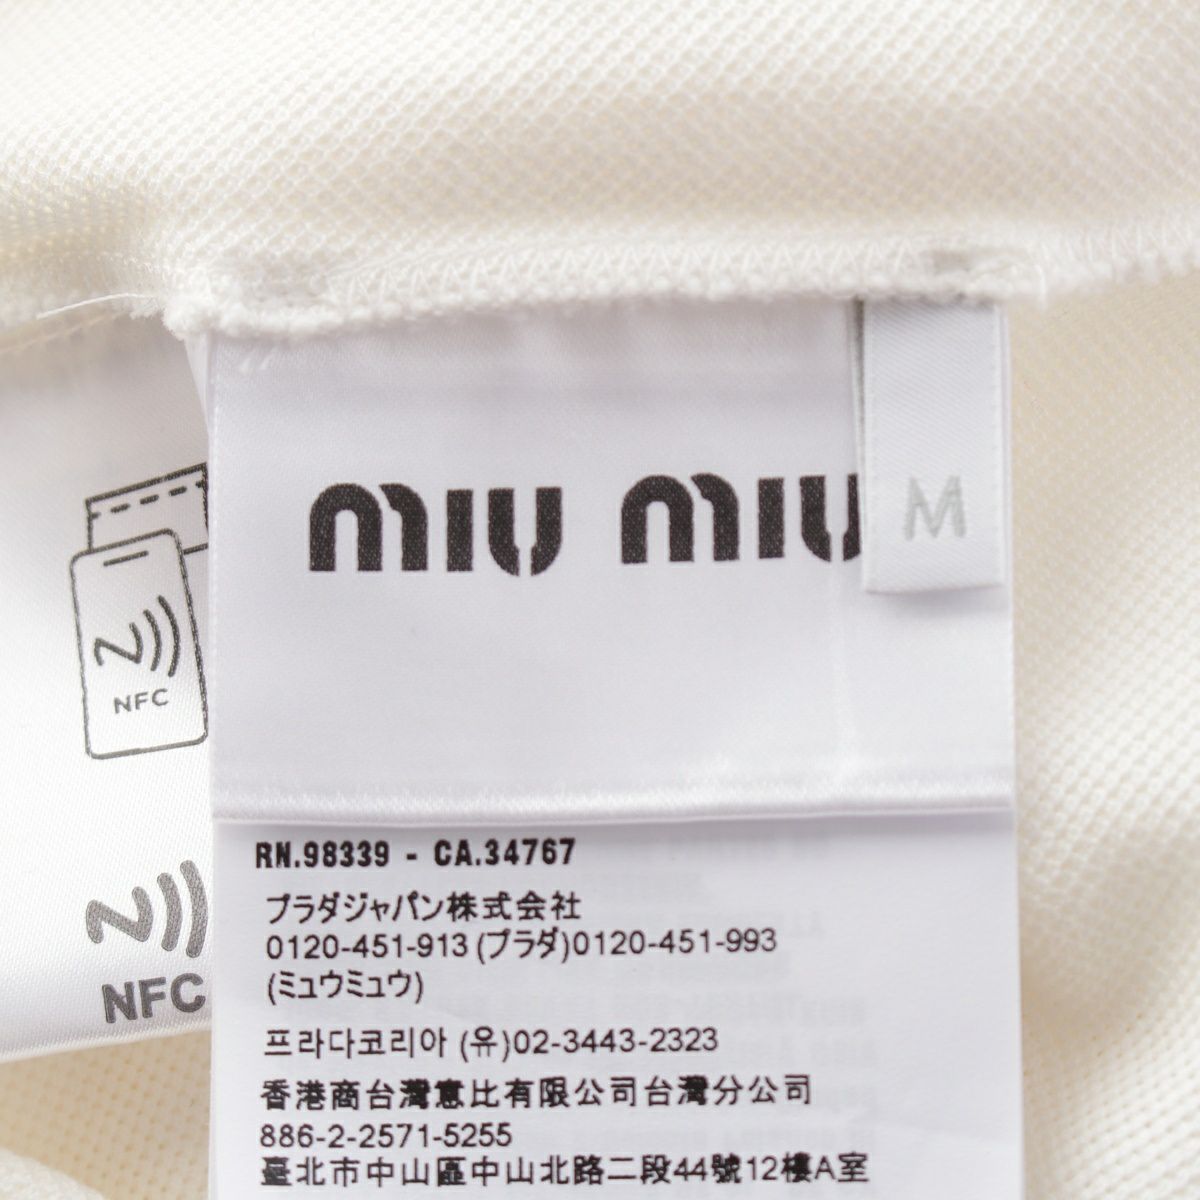 miu miu
M
NFC
NFC
RN.98339 - CA.34767
プラダジャパン株式会社
0120-451-913 (プラダ)0120-451-993
(ミュウミュウ)
프라다코리아 (유)02-3443-2323
香港商台灣意比有限公司台灣分公司
886-2-2571-5255
臺北市中山區中山北路二段44號12樓A室